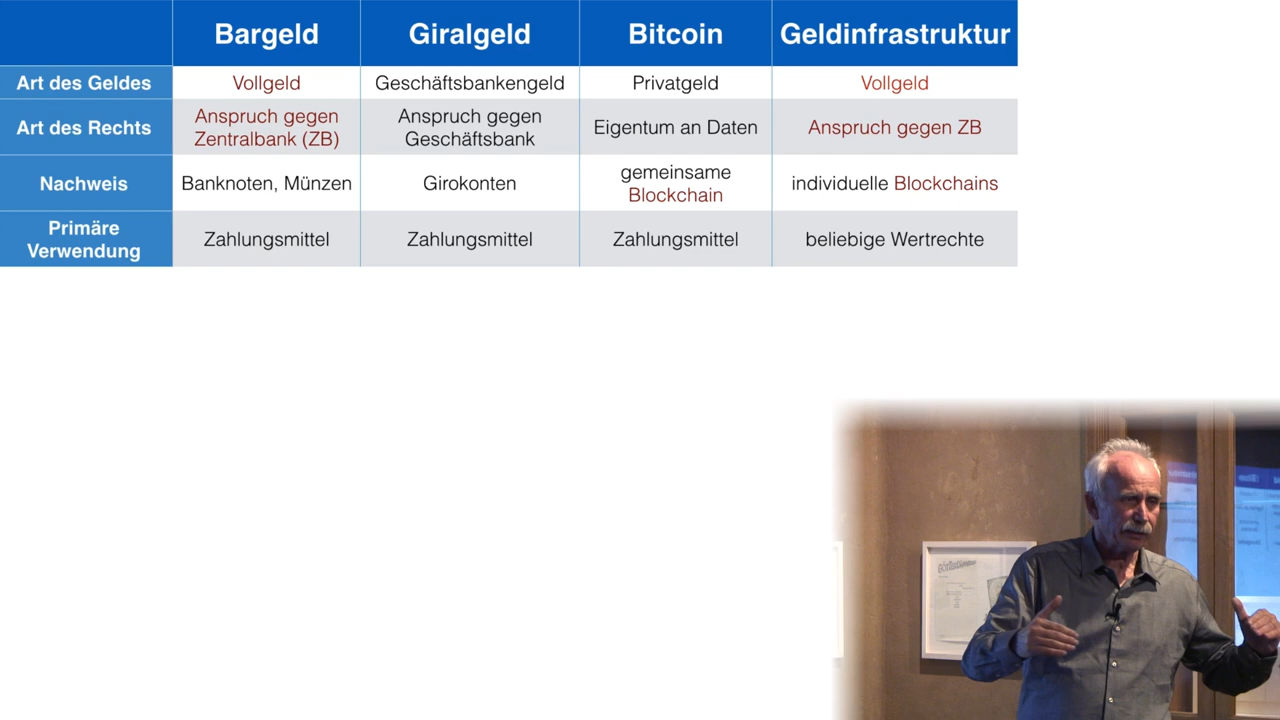 Bargeld Giralgeld Bitcoin Geldinfrastruktur
Art des Geldes Vollgeld Geschäftsbankengeld Privatgeld Vollgeld
Art des Rechts Anspruch gegen Zentralbank (ZB) Anspruch gegen Geschäftsbank Eigentum an Daten Anspruch gegen ZB
Nachweis Banknoten, Münzen Girokonten gemeinsame Blockchain individuelle Blockchains
Primäre Verwendung Zahlungsmittel Zahlungsmittel Zahlungsmittel beliebige Wertrechte